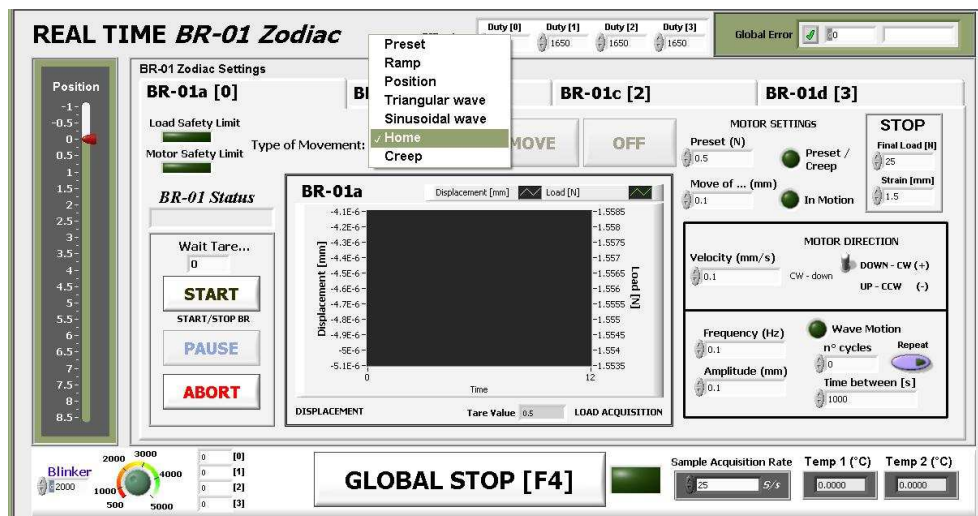 REAL TIME BR-01 Zodiac
Duty [0] Duty [1] Duty [2] Duty [3]
1650 1650 1650
Global Error 0
Preset
Ramp
Position
Triangular wave
Sinusoidal wave
✓ Home
Creep
Position
-1
-0.5
0
0.5
1
1.5
2
2.5
3
3.5
4
4.5
5
5.5
6
6.5
7
7.5
8
8.5
BR-01 Zodiac Settings
BR-01a [0] BR-01c [2] BR-01d [3]
Load Safety Limit
Motor Safety Limit
Type of Movement:
MOVE OFF
BR-01 Status
Wait Tare...
0
START
START/STOP BR
PAUSE
ABORT
BR-01a Displacement [mm] Load [N]
Displacement [mm]
-4.1E-6
-4.2E-6
-4.3E-6
-4.4E-6
-4.5E-6
-4.6E-6
-4.7E-6
-4.8E-6
-4.9E-6
-5E-6
-5.1E-6
-1.5585
-1.558
-1.5575
-1.557
-1.5565
-1.556
-1.5555
-1.555
-1.5545
-1.554
-1.5535
Load [N]
0 12
Time
DISPLACEMENT Tare Value 0.5 LOAD ACQUISITION
MOTOR SETTINGS
Preset (N)
0.5
Preset / Creep
Move of ... (mm)
0.1
In Motion
STOP
Final Load [N]
25
Strain [mm]
1.5
MOTOR DIRECTION
Velocity (mm/s)
0.1
CW - down
DOWN - CW (+)
UP - CCW (-)
Frequency (Hz)
0.1
Amplitude (mm)
0.1
Wave Motion
n° cycles
0
Repeat
Time between [s]
1000
Blinker
2000
500 1000 2000 3000 4000 5000
0 [0]
0 [1]
0 [2]
0 [3]
GLOBAL STOP [F4]
Sample Acquisition Rate
25 S/s
Temp 1 (°C)
0.0000
Temp 2 (°C)
0.0000